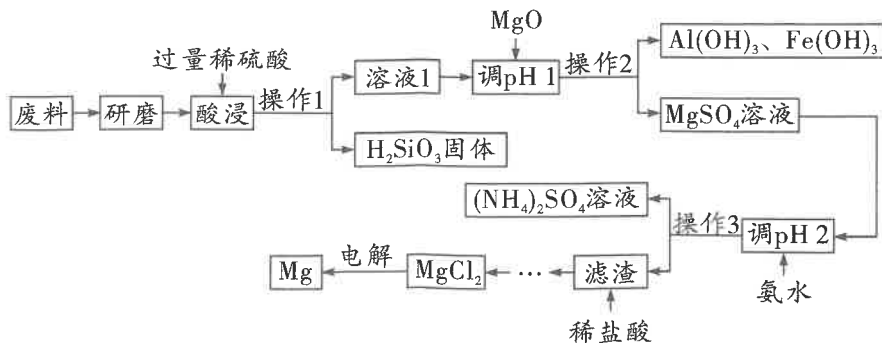 MgO
过量稀硫酸
溶液1
调pH 1
操作2
Al(OH)₃、Fe(OH)₃
废料
研磨
酸浸
操作1
H₂SiO₃固体
MgSO₄溶液
(NH₄)₂SO₄溶液
操作3
调pH 2
氨水
Mg
电解
MgCl₂
…
滤渣
稀盐酸